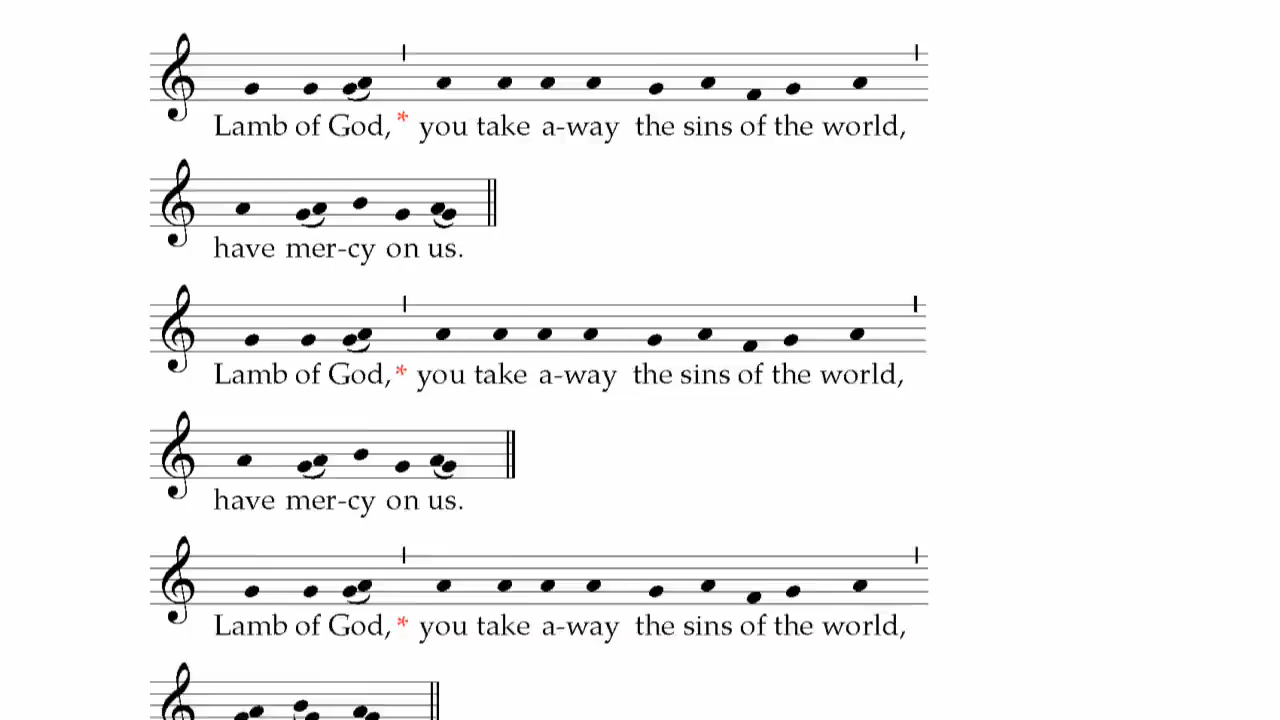 Lamb of God,* you take a-way the sins of the world,
have mer-cy on us.
Lamb of God,* you take a-way the sins of the world,
have mer-cy on us.
Lamb of God,* you take a-way the sins of the world,